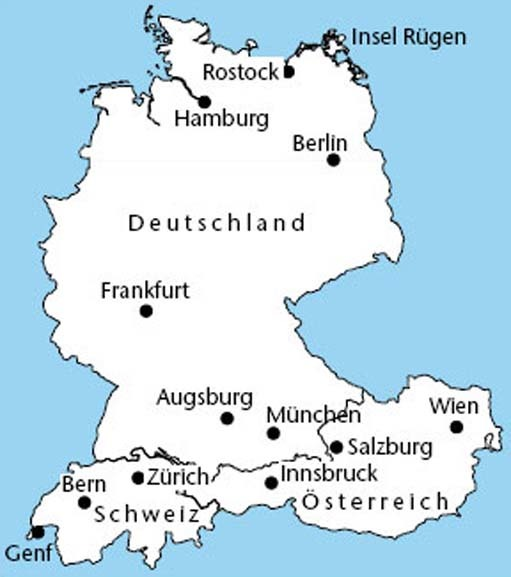 Insel Rügen
Rostock
Hamburg
Berlin
Deutschland
Frankfurt
Augsburg
München
Wien
Salzburg
Zürich
Innsbruck
Bern
Österreich
Schweiz
Genf